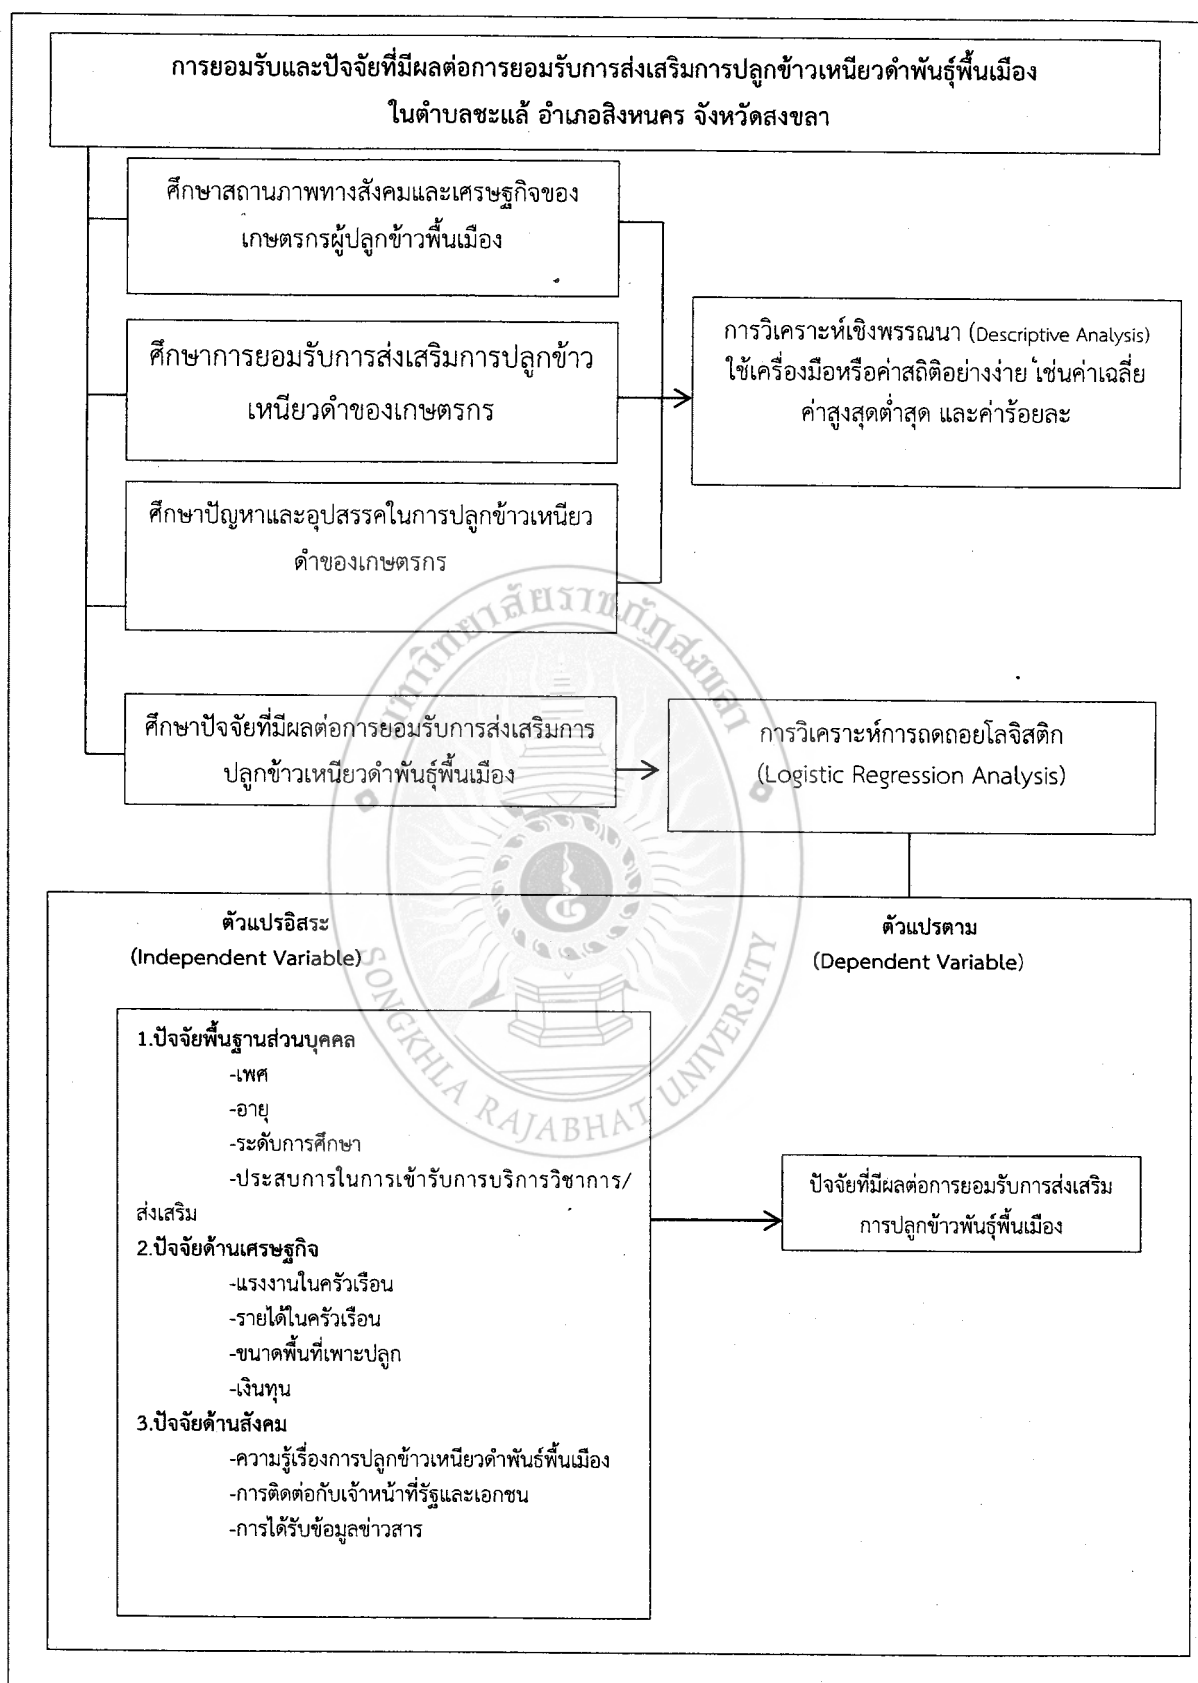 การยอมรับและปัจจัยที่มีผลต่อการยอมรับการส่งเสริมการปลูกข้าวเหนียวดำพันธุ์พื้นเมือง
ในตำบลชะแล้ อำเภอสิงหนคร จังหวัดสงขลา
ศึกษาสถานภาพทางสังคมและเศรษฐกิจของ
เกษตรกรผู้ปลูกข้าวพื้นเมือง
ศึกษาการยอมรับการส่งเสริมการปลูกข้าว
เหนียวดำของเกษตรกร
การวิเคราะห์เชิงพรรณนา (Descriptive Analysis)
ใช้เครื่องมือหรือค่าสถิติอย่างง่าย เช่นค่าเฉลี่ย
ค่าสูงสุดต่ำสุด และค่าร้อยละ
ศึกษาปัญหาและอุปสรรคในการปลูกข้าวเหนียว
ดำของเกษตรกร
ศึกษาปัจจัยที่มีผลต่อการยอมรับการส่งเสริมการ
ปลูกข้าวเหนียวดำพันธุ์พื้นเมือง
การวิเคราะห์การถดถอยโลจิสติก
(Logistic Regression Analysis)
มหาวิทยาลัยราชภัฏสงขลา
SONGKHLA RAJABHAT UNIVERSITY
ตัวแปรอิสระ
(Independent Variable)
ตัวแปรตาม
(Dependent Variable)
1.ปัจจัยพื้นฐานส่วนบุคคล
-เพศ
-อายุ
-ระดับการศึกษา
-ประสบการในการเข้ารับการบริการวิชาการ/
ส่งเสริม
2.ปัจจัยด้านเศรษฐกิจ
-แรงงานในครัวเรือน
-รายได้ในครัวเรือน
-ขนาดพื้นที่เพาะปลูก
-เงินทุน
3.ปัจจัยด้านสังคม
-ความรู้เรื่องการปลูกข้าวเหนียวดำพันธ์พื้นเมือง
-การติดต่อกับเจ้าหน้าที่รัฐและเอกชน
-การได้รับข้อมูลข่าวสาร
ปัจจัยที่มีผลต่อการยอมรับการส่งเสริม
การปลูกข้าวพันธุ์พื้นเมือง